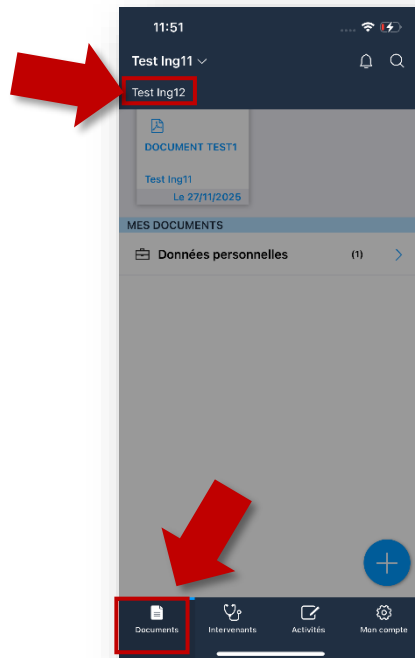 11:51
Test Ing11
Test Ing12
DOCUMENT TEST1
Test Ing11
Le 27/11/2025
MES DOCUMENTS
Données personnelles (1)
Documents Intervenants Activités Mon compte